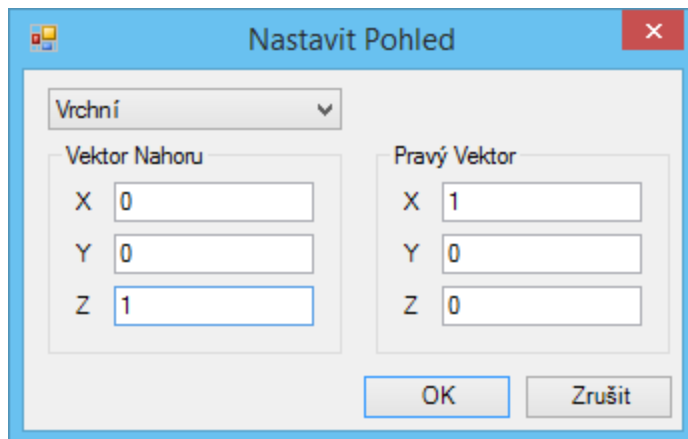 Nastavit Pohled
Vrchní
Vektor Nahoru
X 0
Y 0
Z 1
Pravý Vektor
X 1
Y 0
Z 0
OK
Zrušit